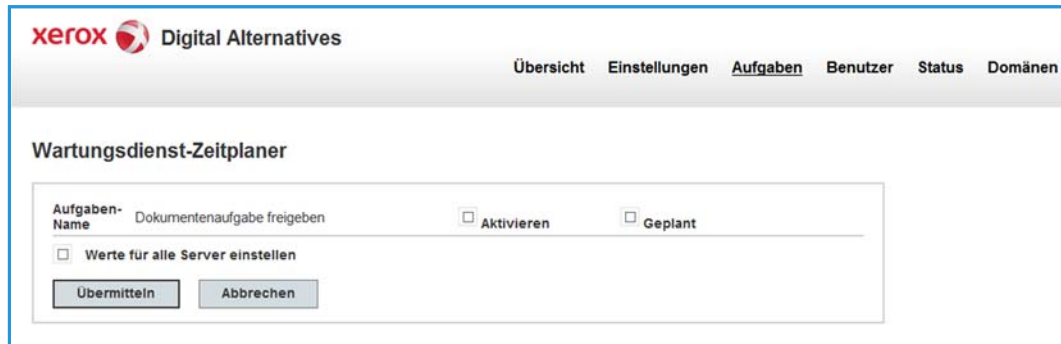 xerox Digital Alternatives
Übersicht Einstellungen Aufgaben Benutzer Status Domänen
Wartungsdienst-Zeitplaner
Aufgaben-Name Dokumentenaufgabe freigeben Aktivieren Geplant
Werte für alle Server einstellen
Übermitteln Abbrechen